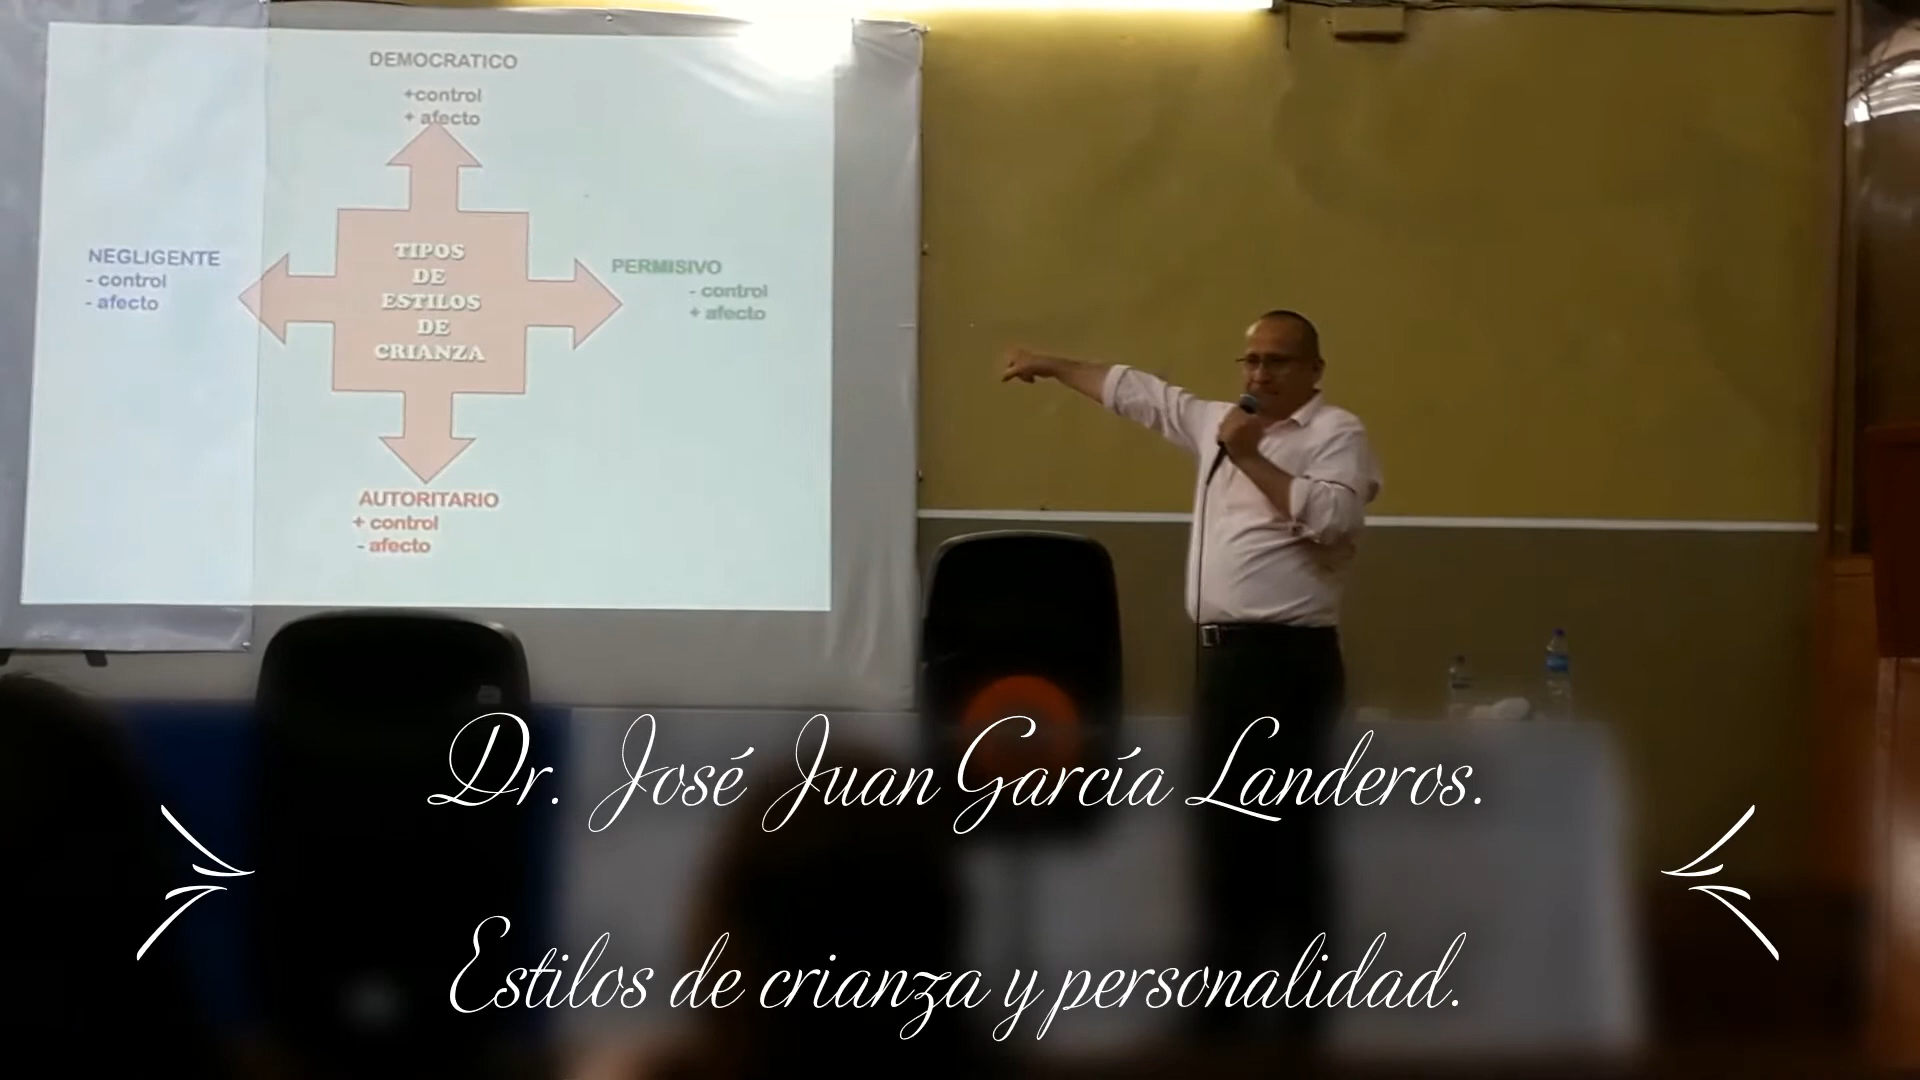 DEMOCRATICO
+control
+ afecto
NEGLIGENTE
- control
- afecto
TIPOS
DE
ESTILOS
DE
CRIANZA
PERMISIVO
- control
+ afecto
AUTORITARIO
+ control
- afecto
Dr. José Juan García Landeros.
Estilos de crianza y personalidad.